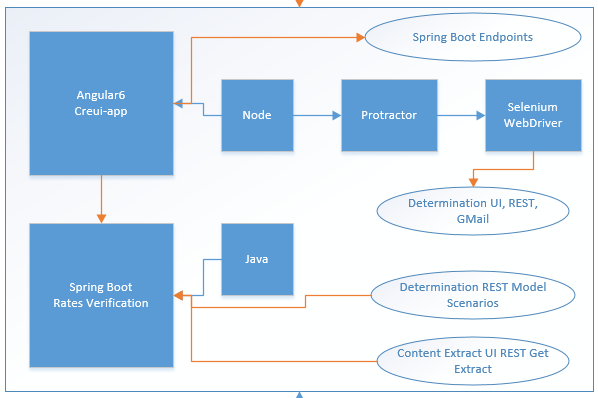 Spring Boot Endpoints
Angular6
Creui-app
Node
Protractor
Selenium
WebDriver
Determination UI, REST,
GMail
Spring Boot
Rates Verification
Java
Determination REST Model
Scenarios
Content Extract UI REST Get
Extract